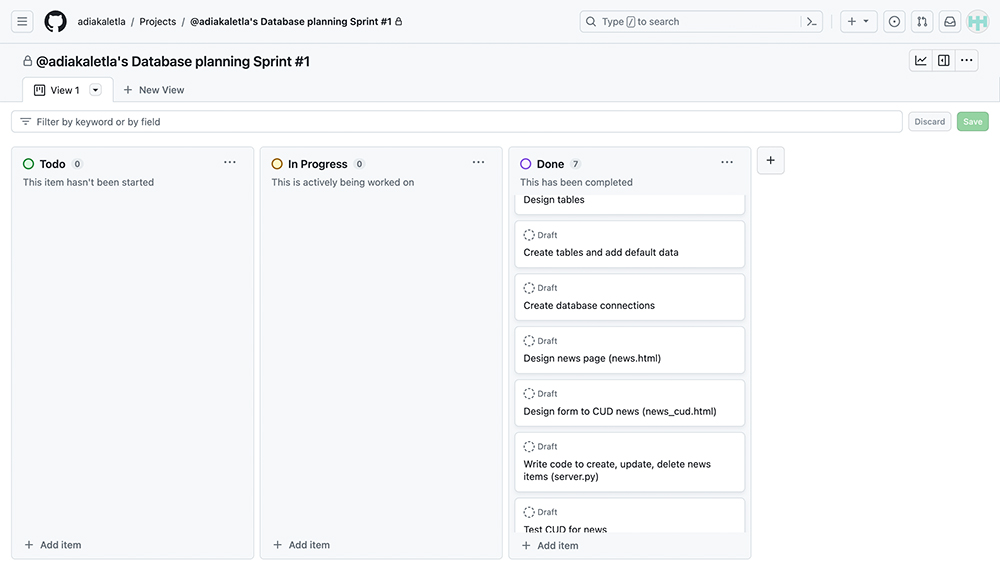 adiakaletla / Projects / @adiakaletla's Database planning Sprint #1
Type / to search
@adiakaletla's Database planning Sprint #1
View 1
New View
Filter by keyword or by field
Discard
Save
Todo 0
This item hasn't been started
Add item
In Progress 0
This is actively being worked on
Add item
Done 7
This has been completed
Design tables
Draft
Create tables and add default data
Draft
Create database connections
Draft
Design news page (news.html)
Draft
Design form to CUD news (news_cud.html)
Draft
Write code to create, update, delete news
items (server.py)
Draft
Test CUD for news
Add item